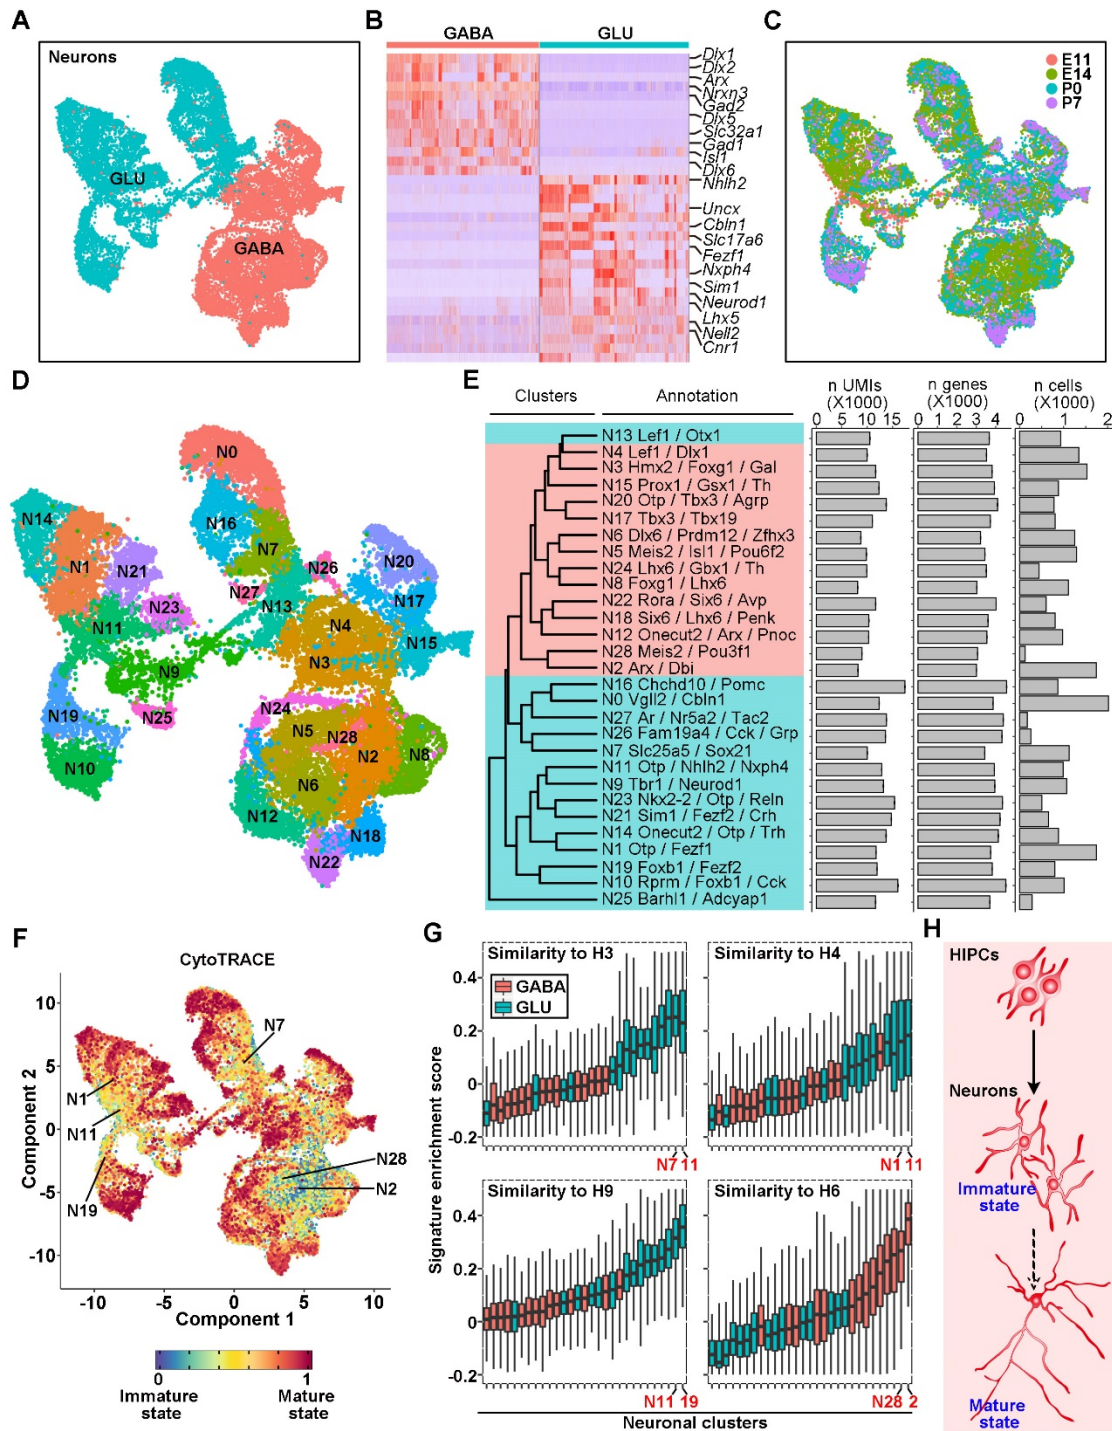 A
Neurons
GLU
GABA
B
GABA
GLU
Dlx1
Dlx2
Arx
Nrxn3
Gad2
Dlx5
Slc32a1
Gad1
Isl1
Dlx6
Nhlh2
Uncx
Cbln1
Slc17a6
Fezf1
Nxph4
Sim1
Neurod1
Lhx5
Nell2
Cnr1
C
E11
E14
P0
P7
D
N0
N14
N16
N1
N7
N20
N21
N26
N27
N17
N23
N13
N11
N4
N15
N3
N9
N19
N24
N25
N5
N28
N2
N8
N10
N6
N12
N18
N22
E
Clusters
Annotation
n UMIs
(X1000)
0 5 10 15
n genes
(X1000)
0 1 2 3 4
n cells
(X1000)
0 1 2
N13 Lef1 / Otx1
N4 Lef1 / Dlx1
N3 Hmx2 / Foxg1 / Gal
N15 Prox1 / Gsx1 / Th
N20 Otp / Tbx3 / Agrp
N17 Tbx3 / Tbx19
N6 Dlx6 / Prdm12 / Zfhx3
N5 Meis2 / Isl1 / Pou6f2
N24 Lhx6 / Gbx1 / Th
N8 Foxg1 / Lhx6
N22 Rora / Six6 / Avp
N18 Six6 / Lhx6 / Penk
N12 Onecut2 / Arx / Pnoc
N28 Meis2 / Pou3f1
N2 Arx / Dbi
N16 Chchd10 / Pomc
N0 Vgll2 / Cbln1
N27 Ar / Nr5a2 / Tac2
N26 Fam19a4 / Cck / Grp
N7 Slc25a5 / Sox21
N11 Otp / Nhlh2 / Nxph4
N9 Tbr1 / Neurod1
N23 Nkx2-2 / Otp / Reln
N21 Sim1 / Fezf2 / Crh
N14 Onecut2 / Otp / Trh
N1 Otp / Fezf1
N19 Foxb1 / Fezf2
N10 Rprm / Foxb1 / Cck
N25 Barhl1 / Adcyap1
F
CytoTRACE
Component 2
10
5
0
-5
-10
N7
N1
N11
N28
N2
N19
-10 -5 0 5 10
Component 1
0 1
Immature
state
Mature
state
G
Signature enrichment score
Similarity to H3
GABA
GLU
0.4
0.2
0
-0.2
N7 11
Similarity to H4
N1 11
Similarity to H9
0.4
0.2
0
-0.2
N11 19
Similarity to H6
N28 2
Neuronal clusters
H
HIPCs
Neurons
Immature
state
Mature
state